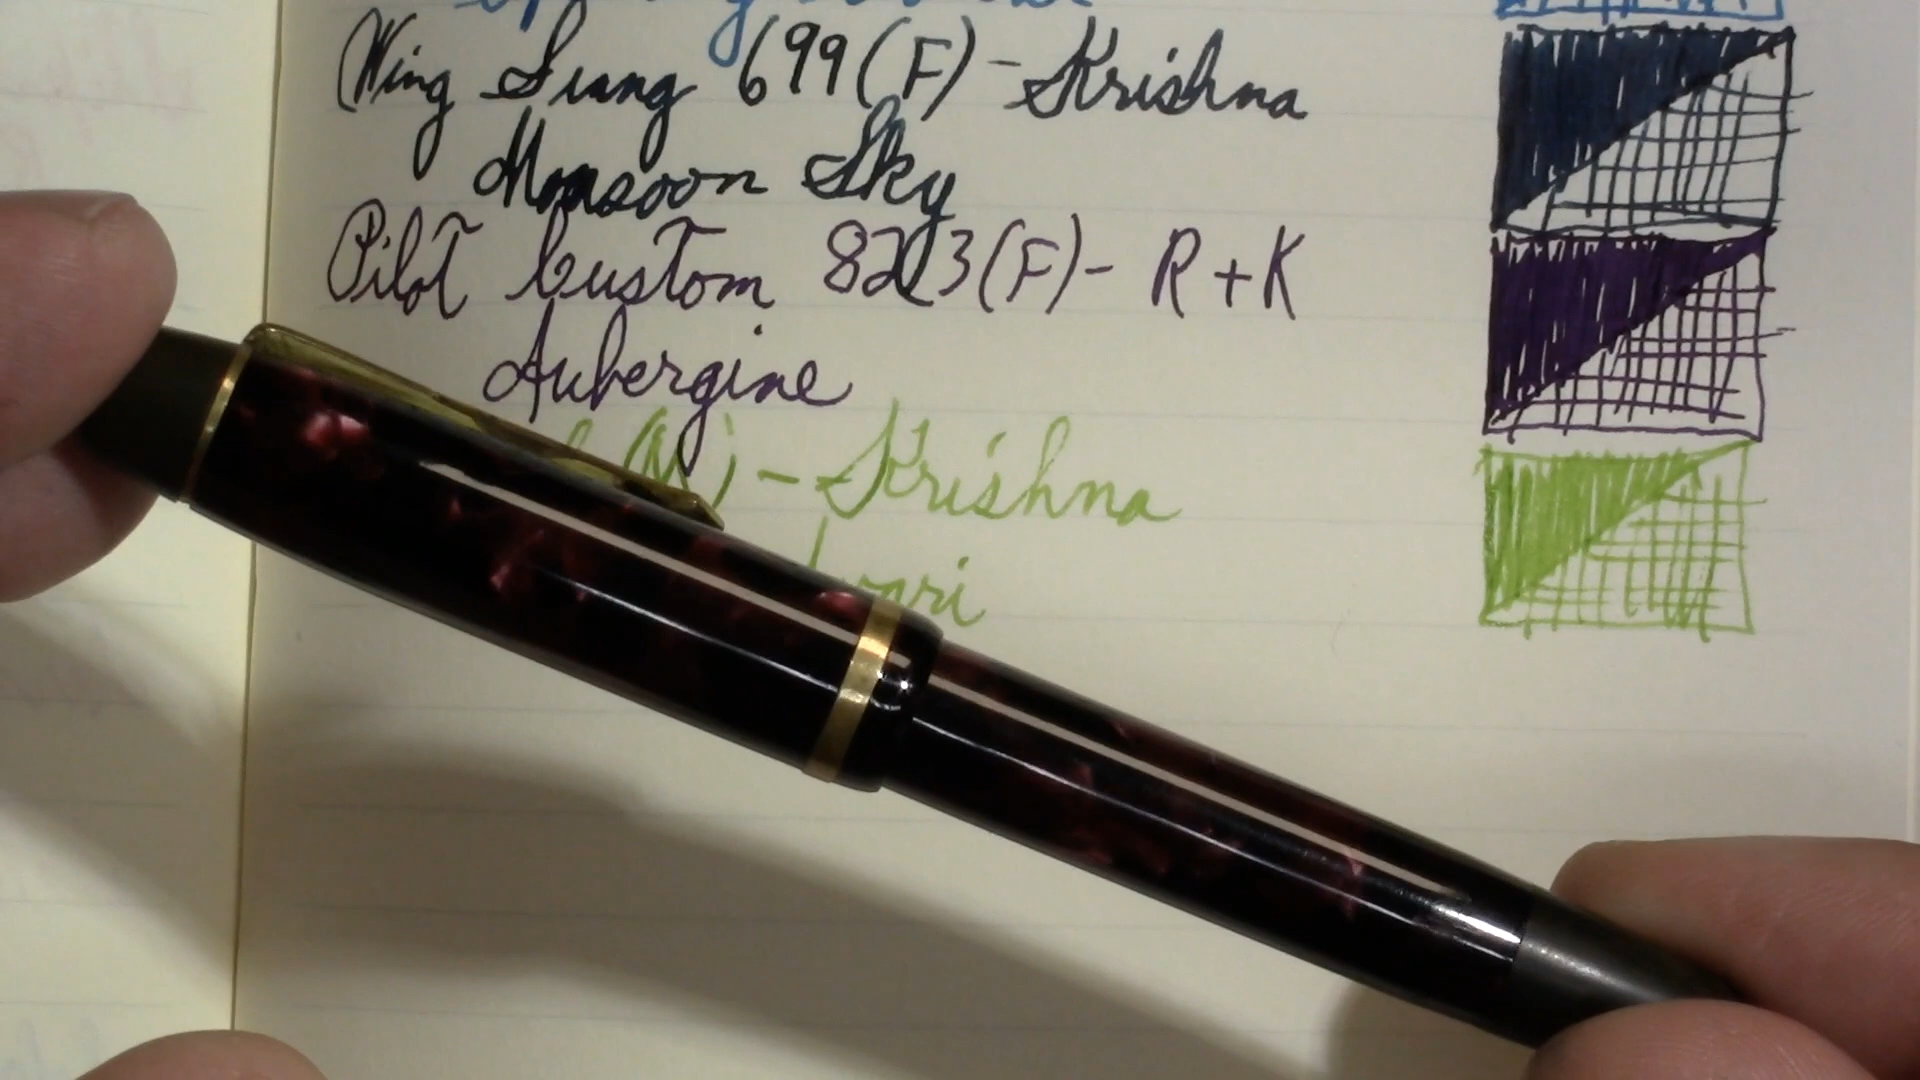 Wing Sung 699 (F) - Krishna
Monsoon Sky
Pilot Custom 823 (F) - R + K
Aubergine
(M) - Krishna